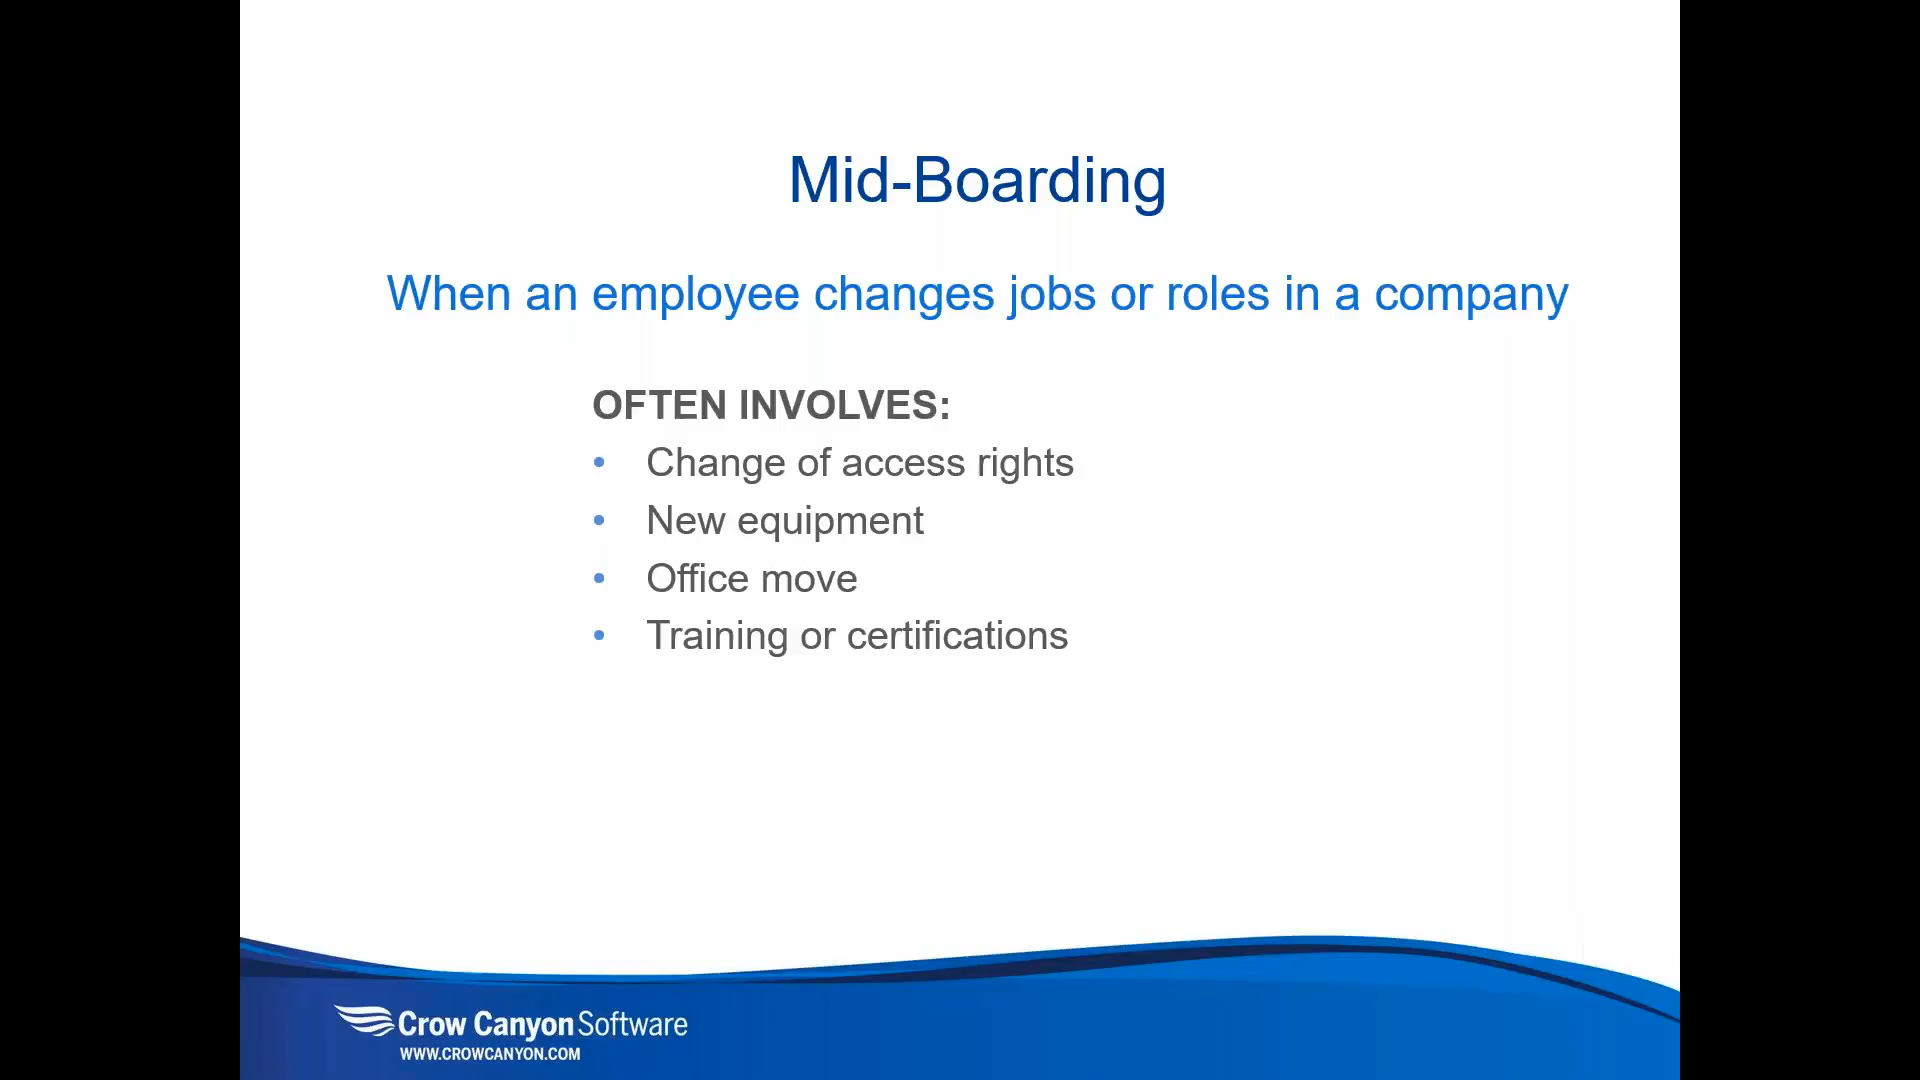 Mid-Boarding
When an employee changes jobs or roles in a company
OFTEN INVOLVES:
• Change of access rights
• New equipment
• Office move
• Training or certifications
Crow Canyon Software
WWW.CROWCANYON.COM